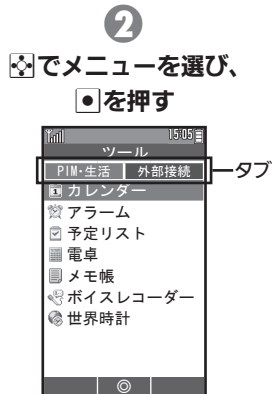 2
でメニューを選び、
を押す
15:05
ツール
PIM・生活 外部接続
タブ
カレンダー
アラーム
予定リスト
電卓
メモ帳
ボイスレコーダー
世界時計